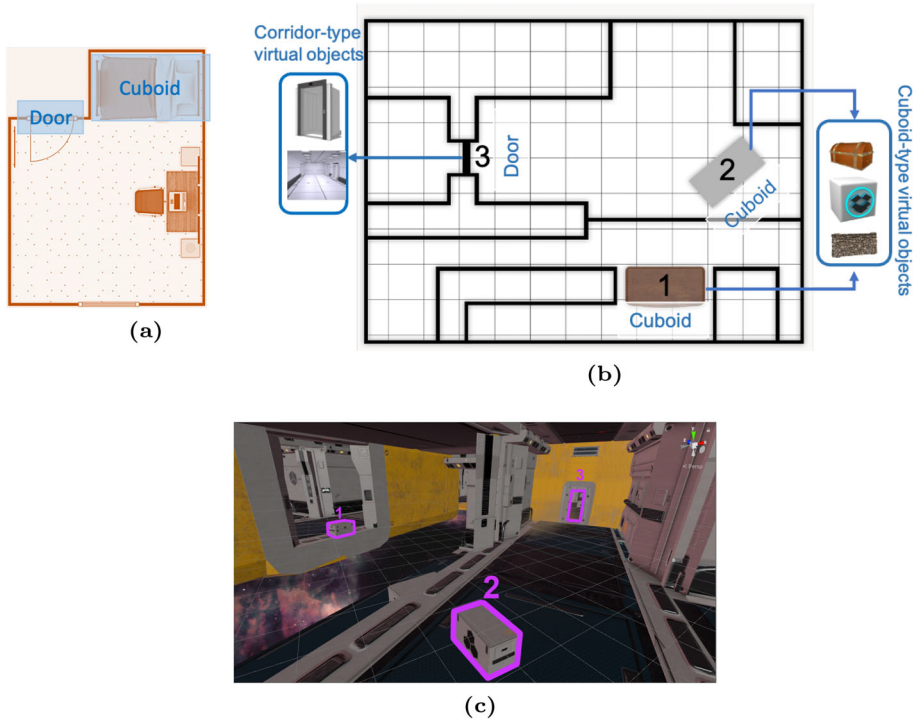 Door
Cuboid
(a)
Corridor-type
virtual objects
3
Door
2
Cuboid
1
Cuboid
Cuboid-type virtual objects
(b)
1
2
3
(c)